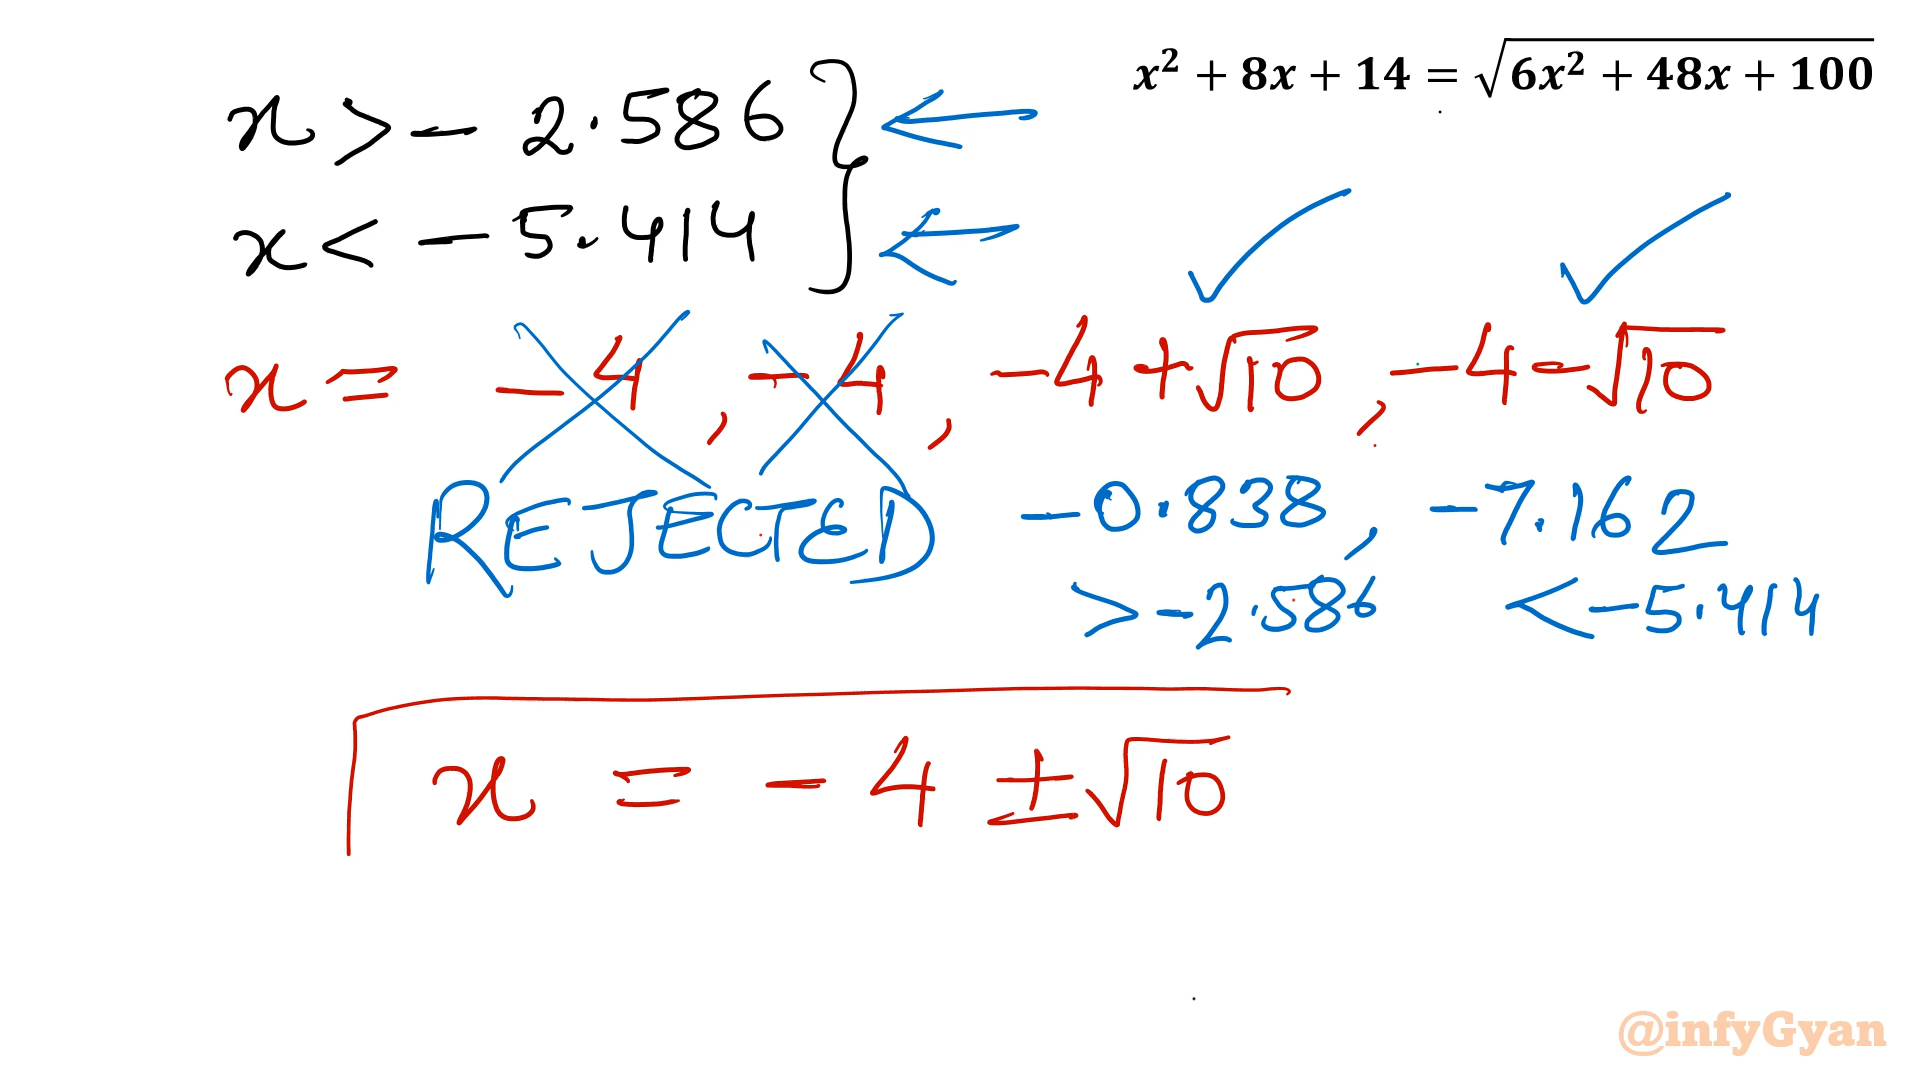 x² + 8x + 14 = √(6x² + 48x + 100)
x > - 2.586
x < - 5.414
x = -4, -4, -4 + √10, -4 - √10
REJECTED
-0.838, -7.162
> -2.586 < -5.414
x = - 4 ± √10
@infyGyan